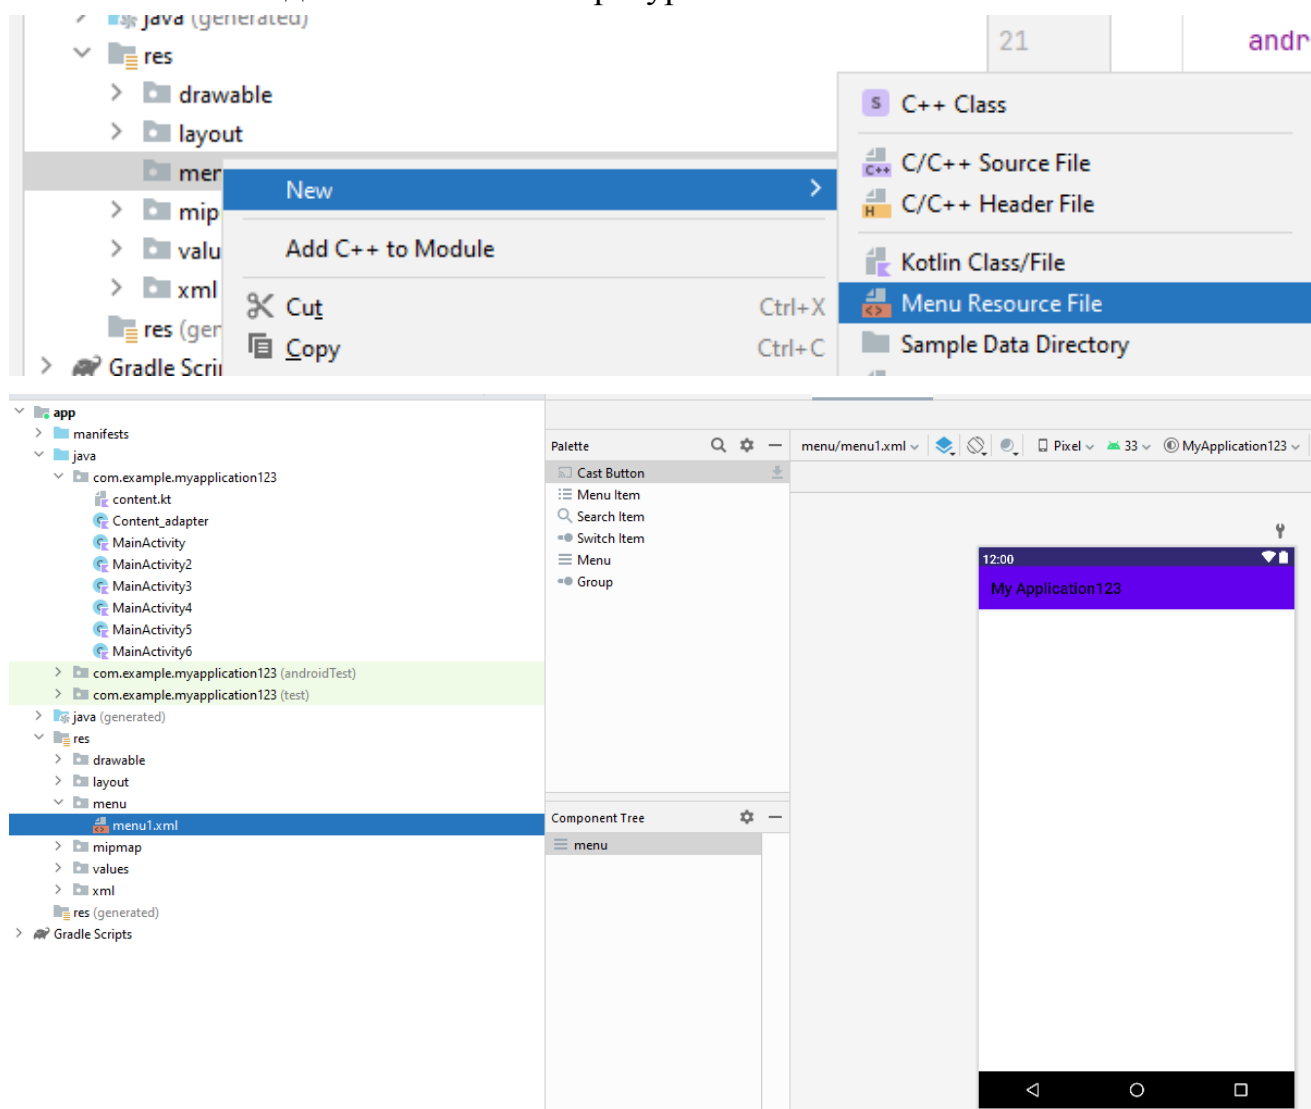 java (generated)
res
drawable
layout
mer
mip
valu
xml
res (ger
Gradle Scri
New
Add C++ to Module
Cut Ctrl+X
Copy Ctrl+C
21 andr
C++ Class
C/C++ Source File
C/C++ Header File
Kotlin Class/File
Menu Resource File
Sample Data Directory
app
manifests
java
com.example.myapplication123
content.kt
Content_adapter
MainActivity
MainActivity2
MainActivity3
MainActivity4
MainActivity5
MainActivity6
com.example.myapplication123 (androidTest)
com.example.myapplication123 (test)
java (generated)
res
drawable
layout
menu
menu1.xml
mipmap
values
xml
res (generated)
Gradle Scripts
Palette
Cast Button
Menu Item
Search Item
Switch Item
Menu
Group
Component Tree
menu
menu/menu1.xml Pixel 33 MyApplication123
12:00
My Application123